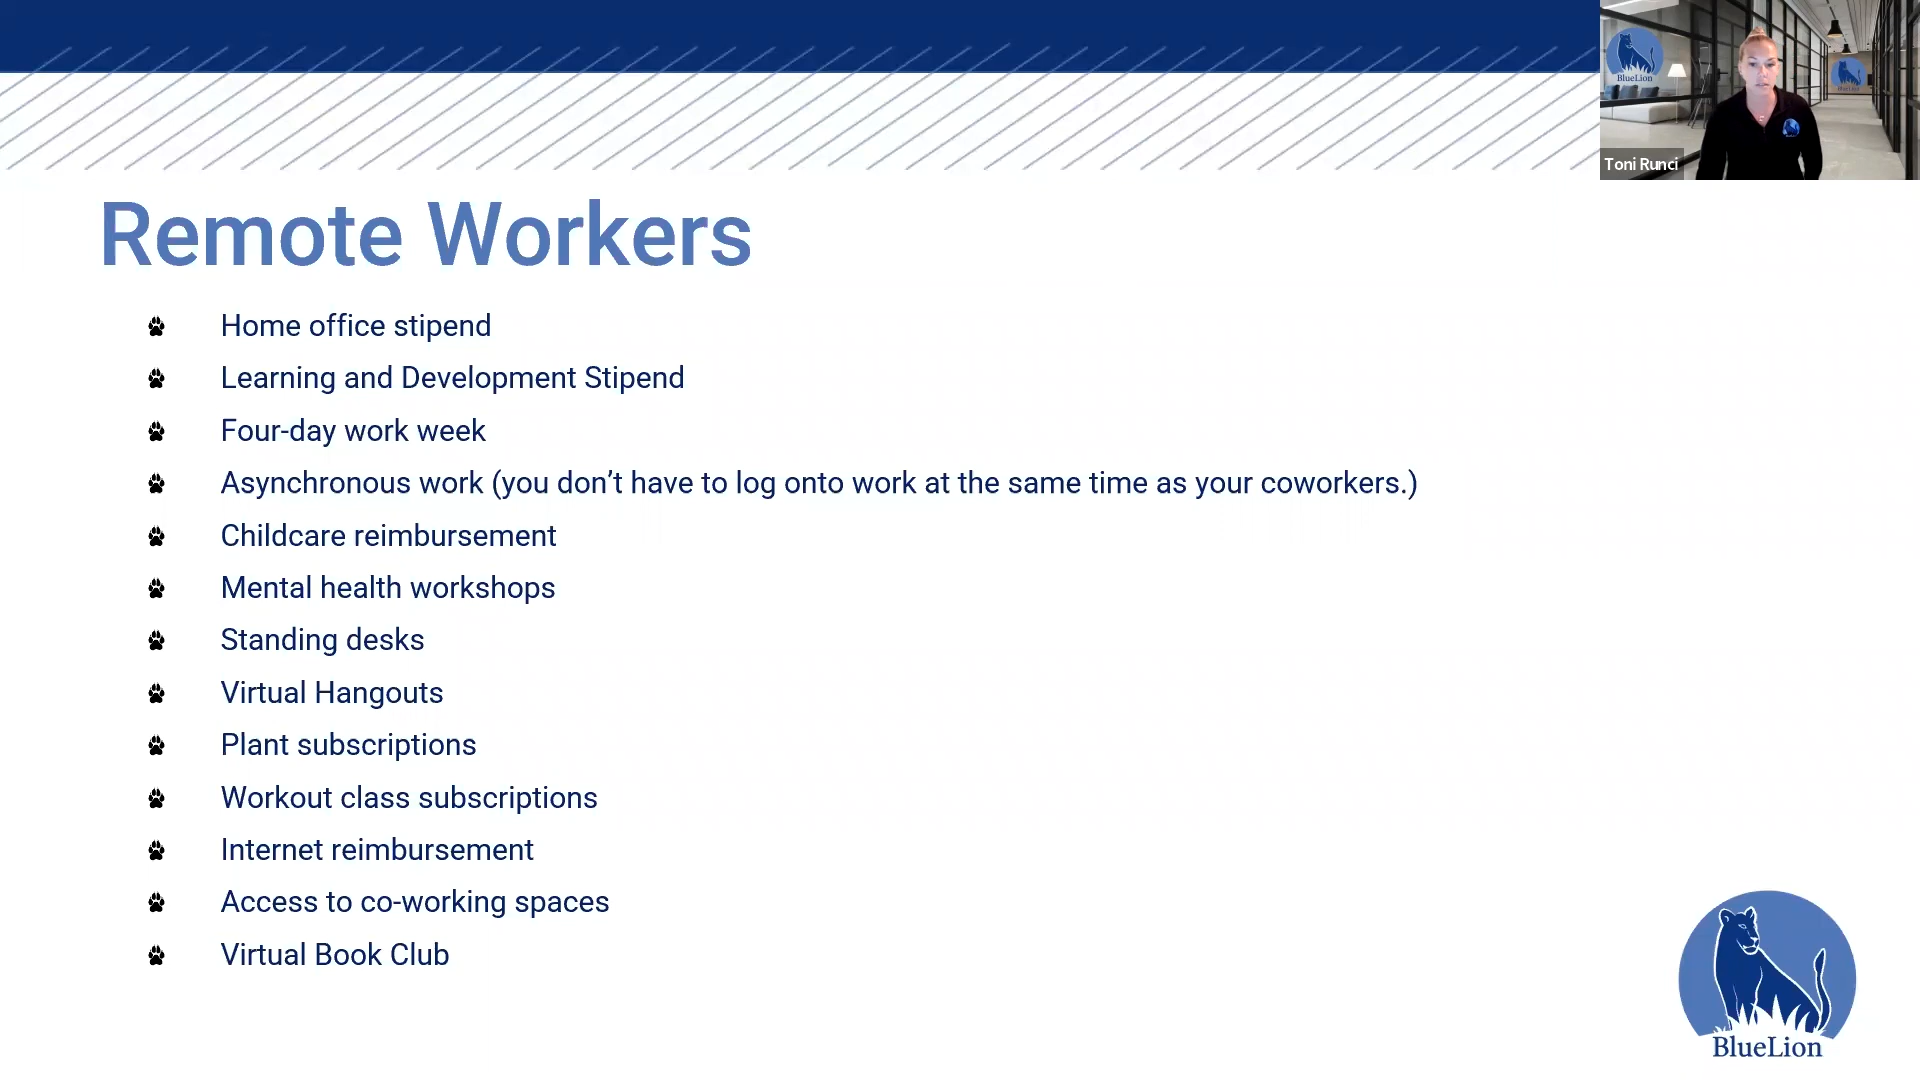 BlueLion
Toni Runci
Remote Workers
Home office stipend
Learning and Development Stipend
Four-day work week
Asynchronous work (you don’t have to log onto work at the same time as your coworkers.)
Childcare reimbursement
Mental health workshops
Standing desks
Virtual Hangouts
Plant subscriptions
Workout class subscriptions
Internet reimbursement
Access to co-working spaces
Virtual Book Club
BlueLion